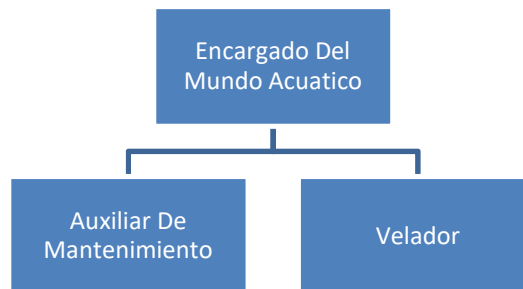 Encargado Del
Mundo Acuatico
Auxiliar De
Mantenimiento
Velador